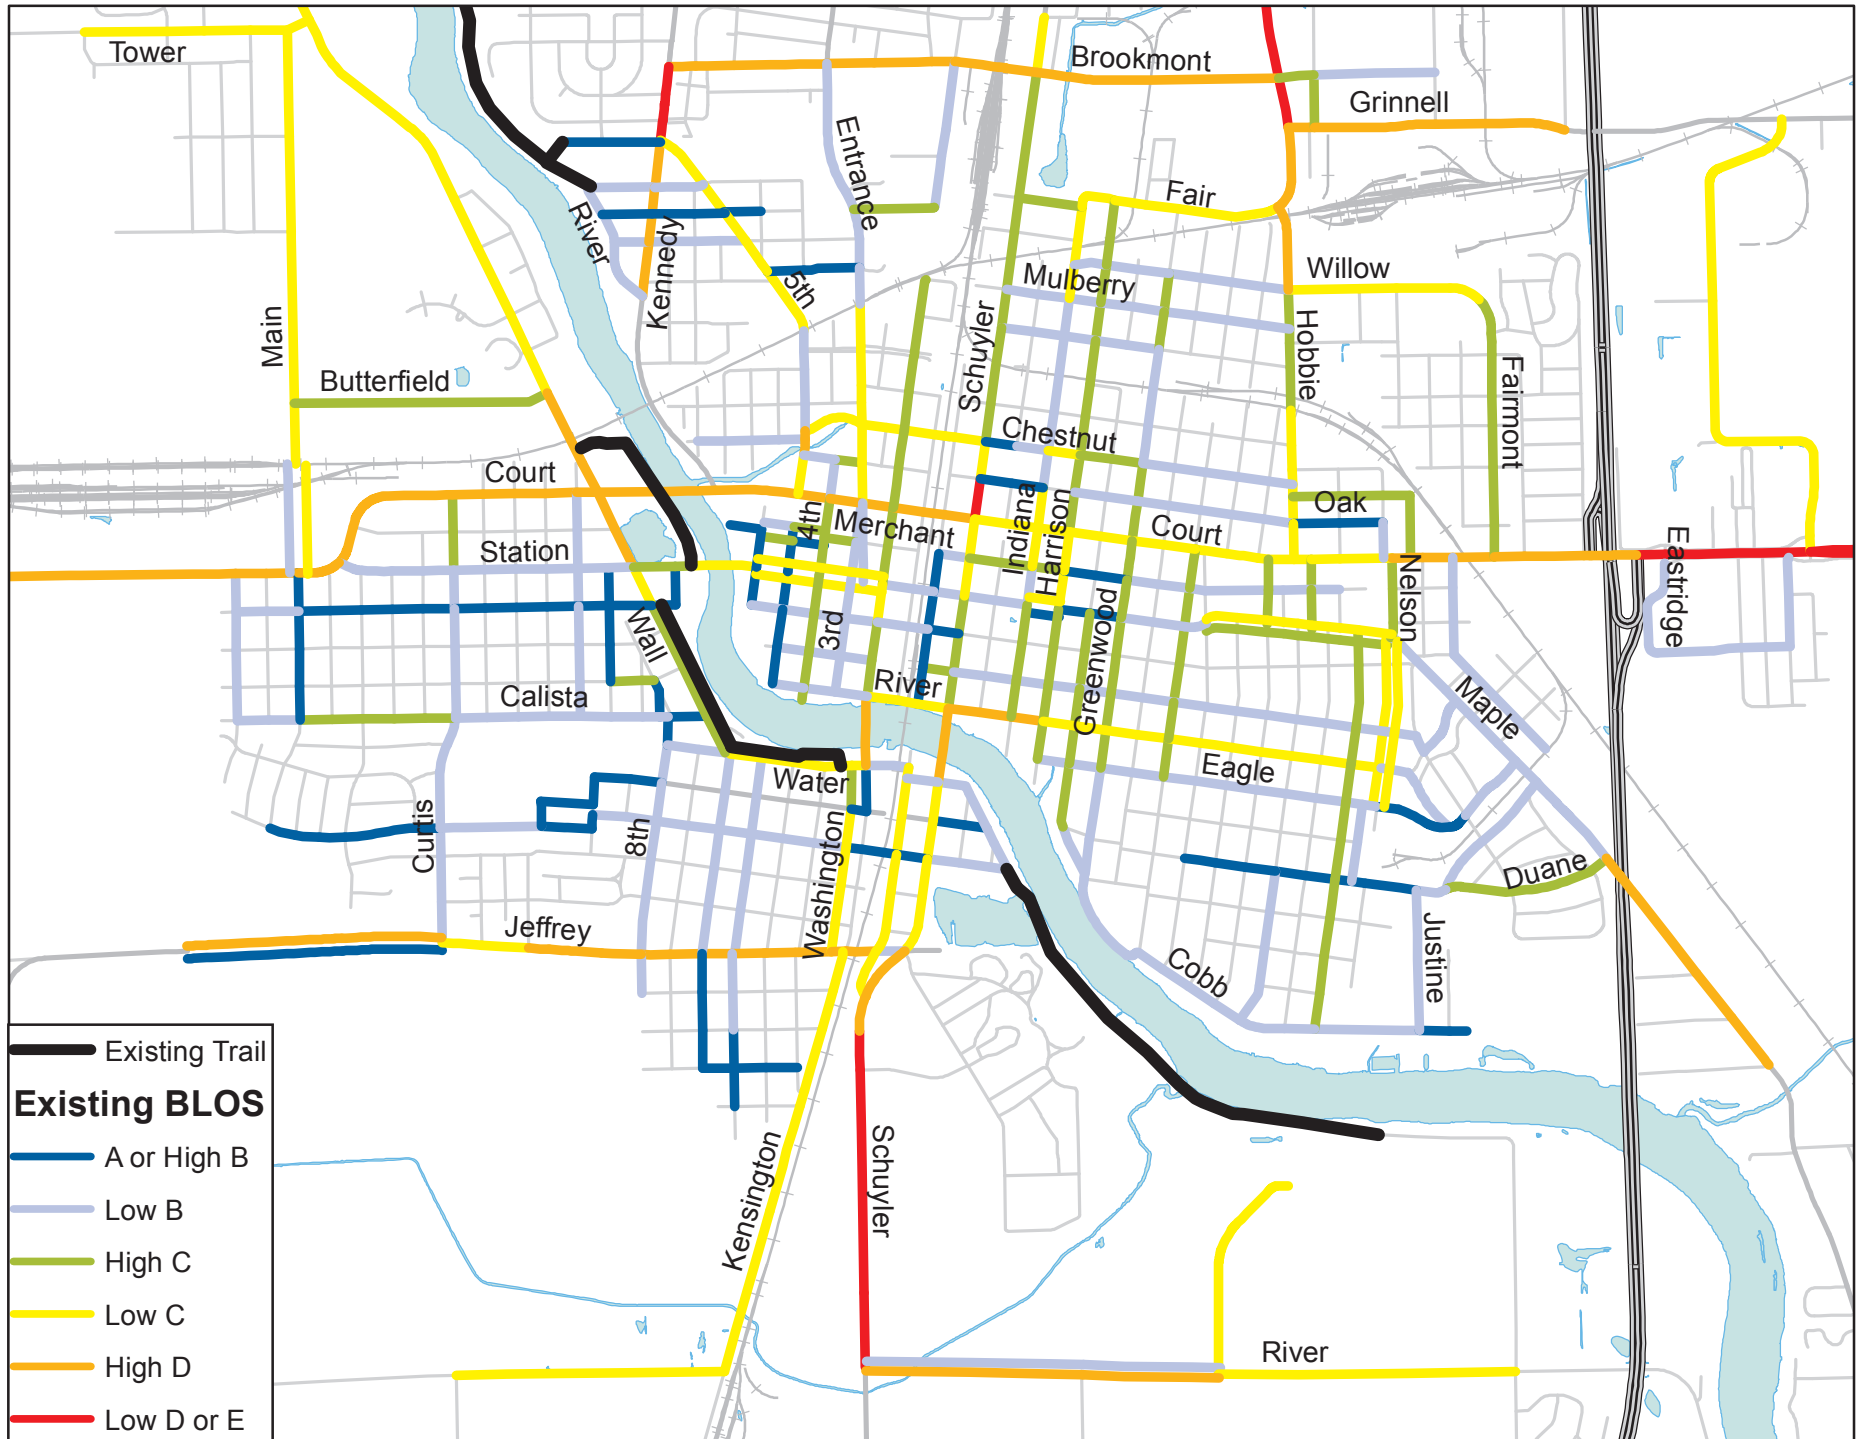 Tower
Brookmont
Grinnell
Entrance
Fair
River
Kennedy
5th
Mulberry
Willow
Main
Schuyler
Hobbie
Fairmont
Butterfield
Chestnut
Court
Oak
4th
Merchant
Indiana
Harrison
Court
Station
Nelson
Eastridge
Wall
3rd
Greenwood
River
Calista
Maple
Eagle
Water
Curtis
8th
Washington
Duane
Jeffrey
Cobb
Justine
Existing Trail
Existing BLOS
A or High B
Low B
High C
Low C
High D
Low D or E
Kensington
Schuyler
River